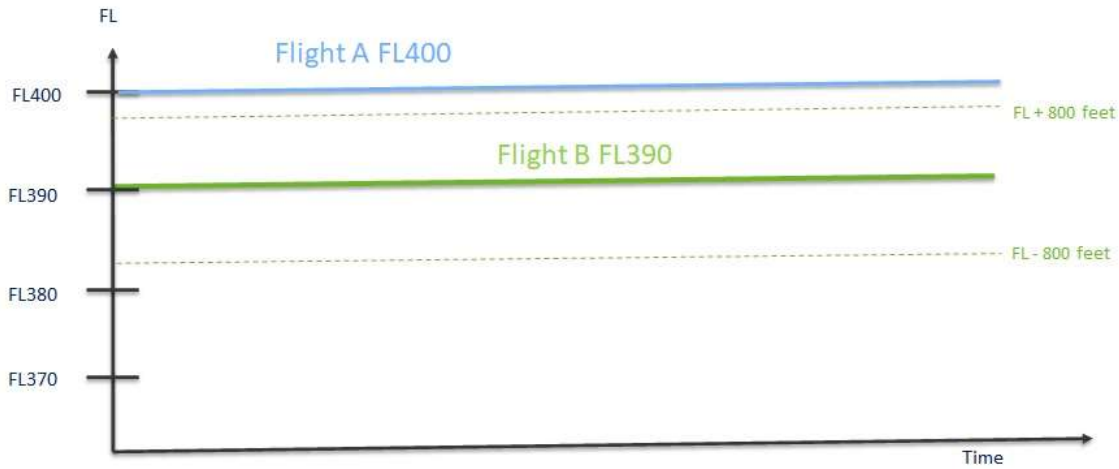 FL
Flight A FL400
FL400
FL + 800 feet
Flight B FL390
FL390
FL - 800 feet
FL380
FL370
Time